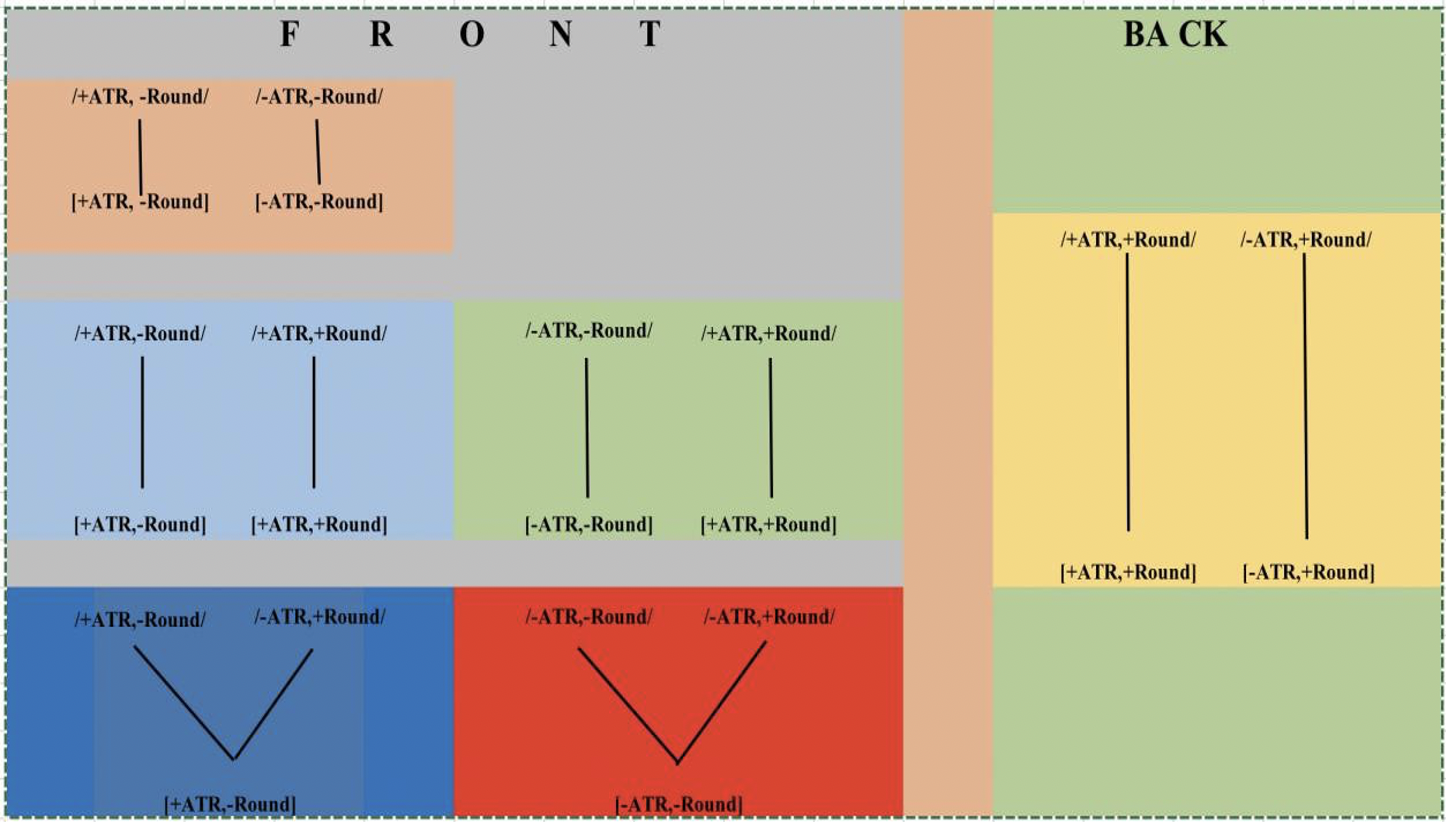 F R O N T
BA CK
/+ATR, -Round/ /-ATR,-Round/
[+ATR, -Round] [-ATR,-Round]
/+ATR,+Round/ /-ATR,+Round/
/+ATR,-Round/ /+ATR,+Round/ /-ATR,-Round/ /+ATR,+Round/
[+ATR,-Round] [+ATR,+Round] [-ATR,-Round] [+ATR,+Round]
[+ATR,+Round] [-ATR,+Round]
/+ATR,-Round/ /-ATR,+Round/ /-ATR,-Round/ /-ATR,+Round/
[+ATR,-Round] [-ATR,-Round]